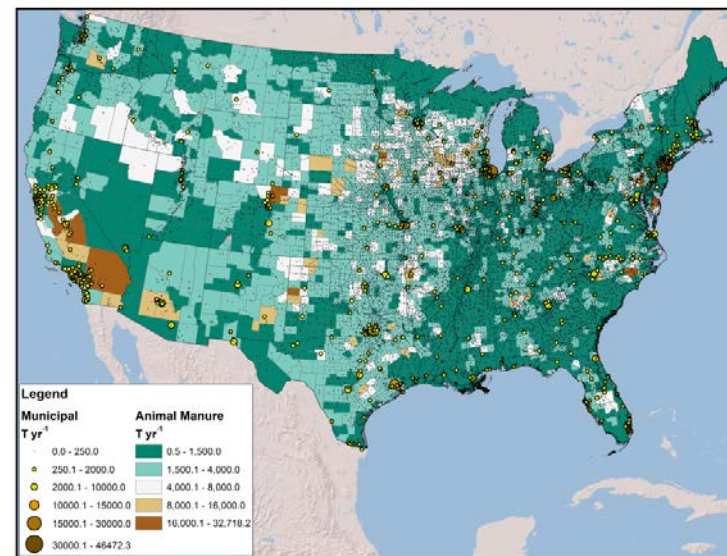 Legend
Municipal Animal Manure
T yr-1 T yr-1
0.0 - 250.0 0.5 - 1,500.0
250.1 - 2000.0 1,500.1 - 4,000.0
2000.1 - 10000.0 4,000.1 - 8,000.0
10000.1 - 15000.0 8,000.1 - 16,000.0
15000.1 - 30000.0 16,000.1 - 32,718.2
30000.1 - 46472.3